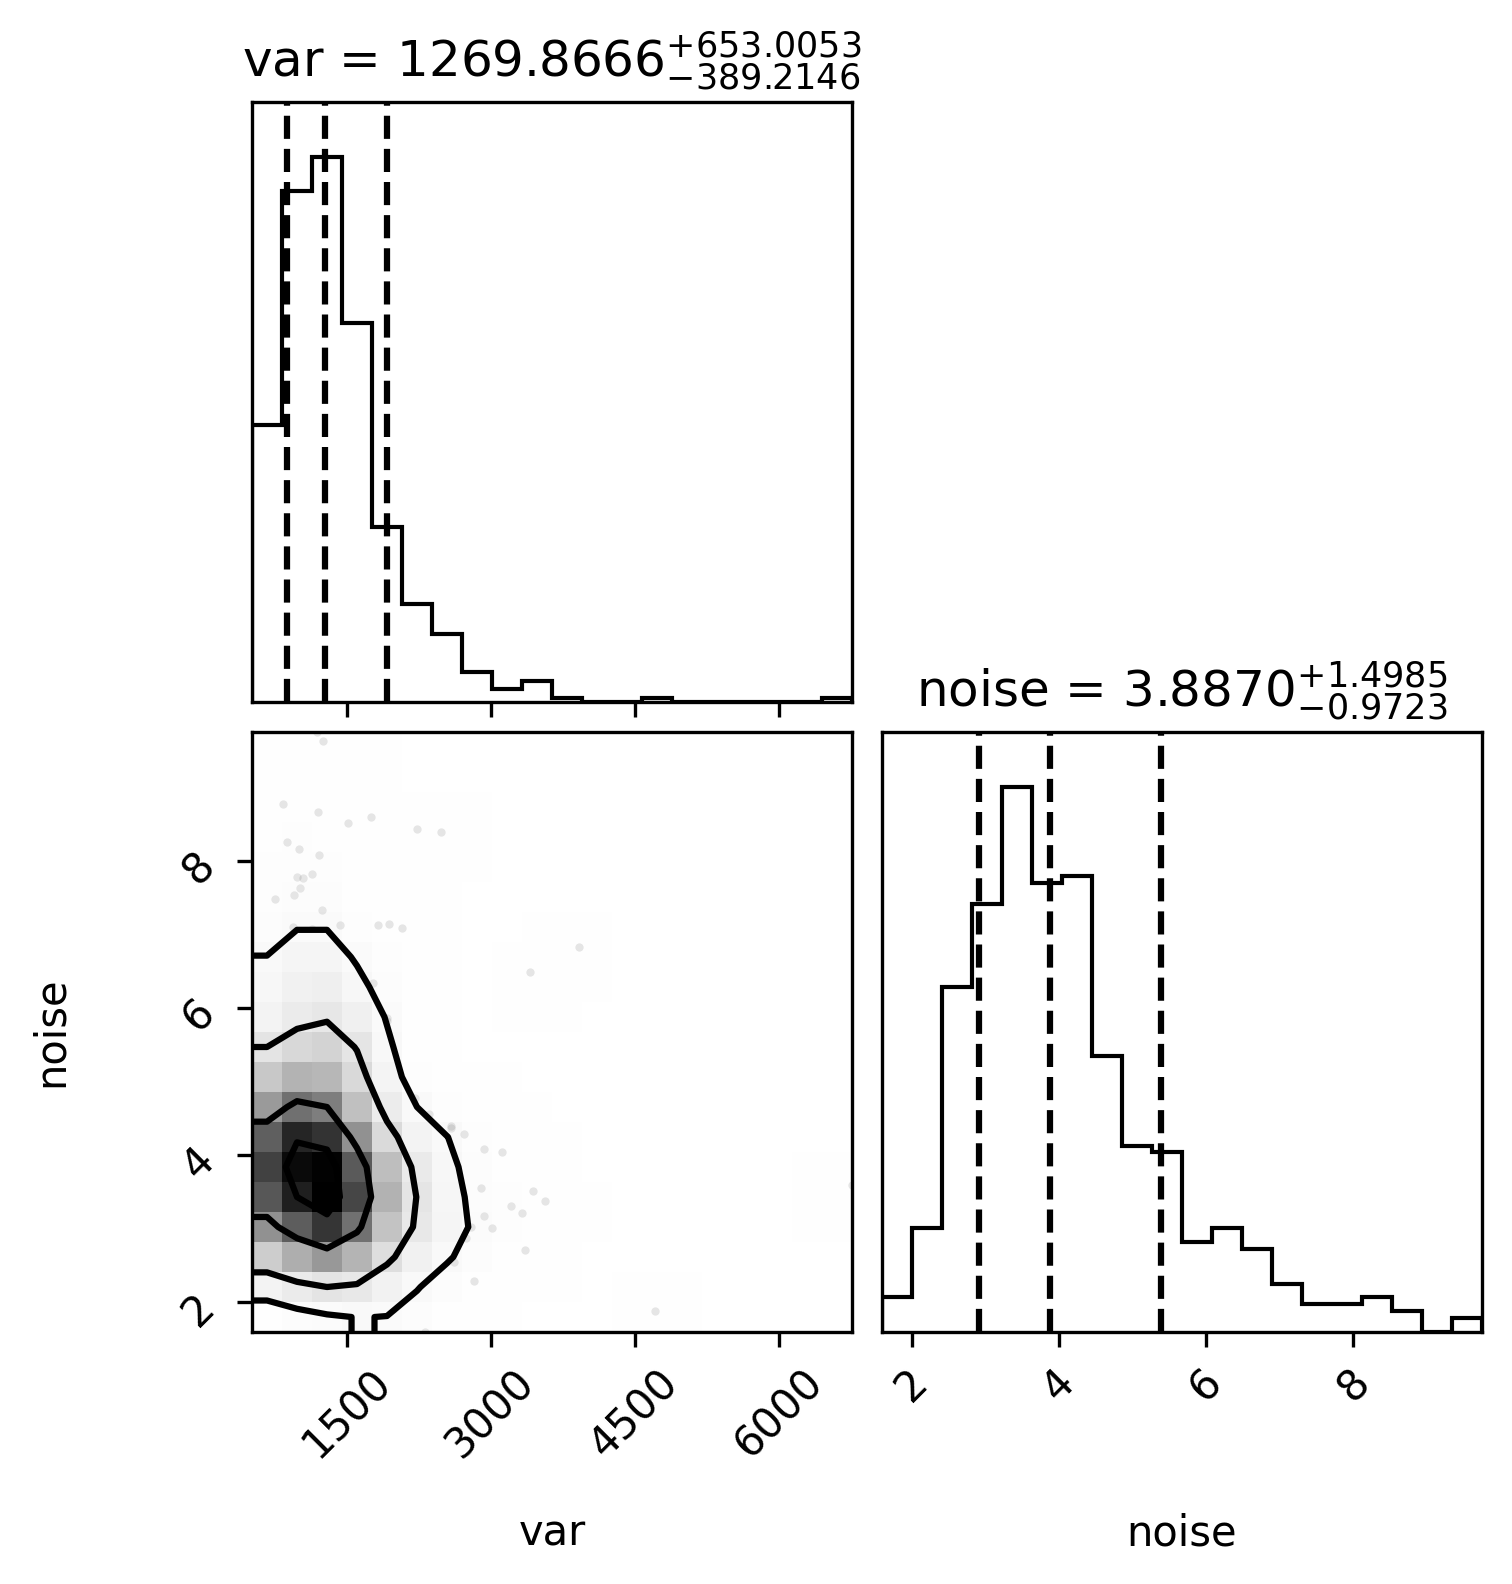 var = 1269.8666 +653.0053 −389.2146
noise = 3.8870 +1.4985 −0.9723
noise
8
6
4
2
1500 3000 4500 6000
2 4 6 8
var
noise